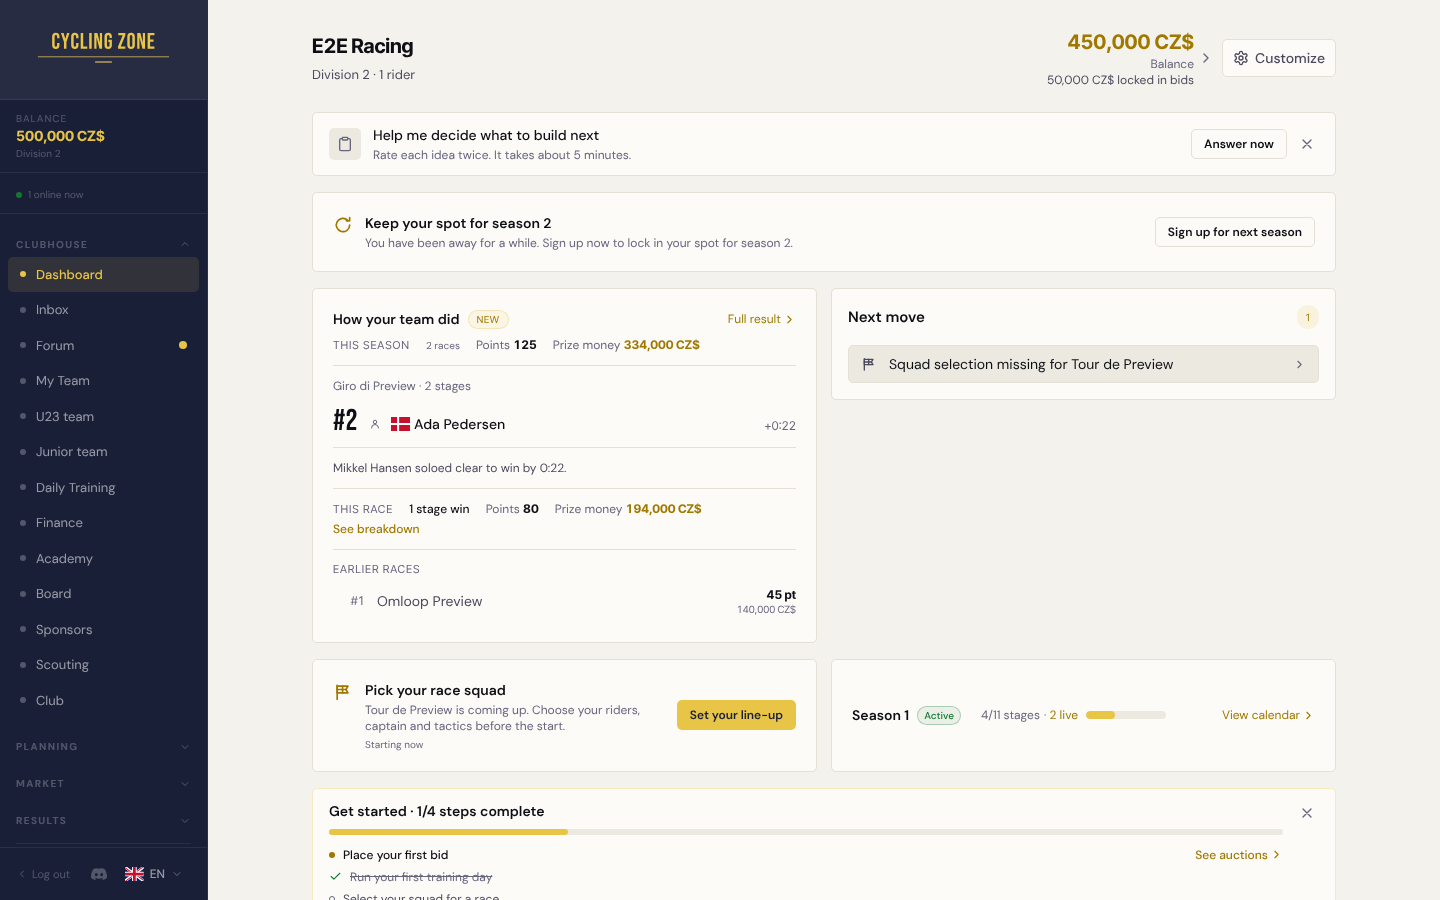 CYCLING ZONE
BALANCE
500,000 CZ$
Division 2
1 online now
CLUBHOUSE
Dashboard
Inbox
Forum
My Team
U23 team
Junior team
Daily Training
Finance
Academy
Board
Sponsors
Scouting
Club
PLANNING
MARKET
RESULTS
Log out
EN
E2E Racing
Division 2 · 1 rider
450,000 CZ$
Balance
50,000 CZ$ locked in bids
Customize
Help me decide what to build next
Rate each idea twice. It takes about 5 minutes.
Answer now
Keep your spot for season 2
You have been away for a while. Sign up now to lock in your spot for season 2.
Sign up for next season
How your team did NEW Full result
THIS SEASON 2 races Points 125 Prize money 334,000 CZ$
Giro di Preview · 2 stages
#2 Ada Pedersen +0:22
Mikkel Hansen soloed clear to win by 0:22.
THIS RACE 1 stage win Points 80 Prize money 194,000 CZ$
See breakdown
EARLIER RACES
#1 Omloop Preview 45 pt
140,000 CZ$
Next move 1
Squad selection missing for Tour de Preview
Pick your race squad
Tour de Preview is coming up. Choose your riders,
captain and tactics before the start.
Starting now
Set your line-up
Season 1 Active 4/11 stages · 2 live View calendar
Get started · 1/4 steps complete
Place your first bid See auctions
Run your first training day
Select your squad for a race